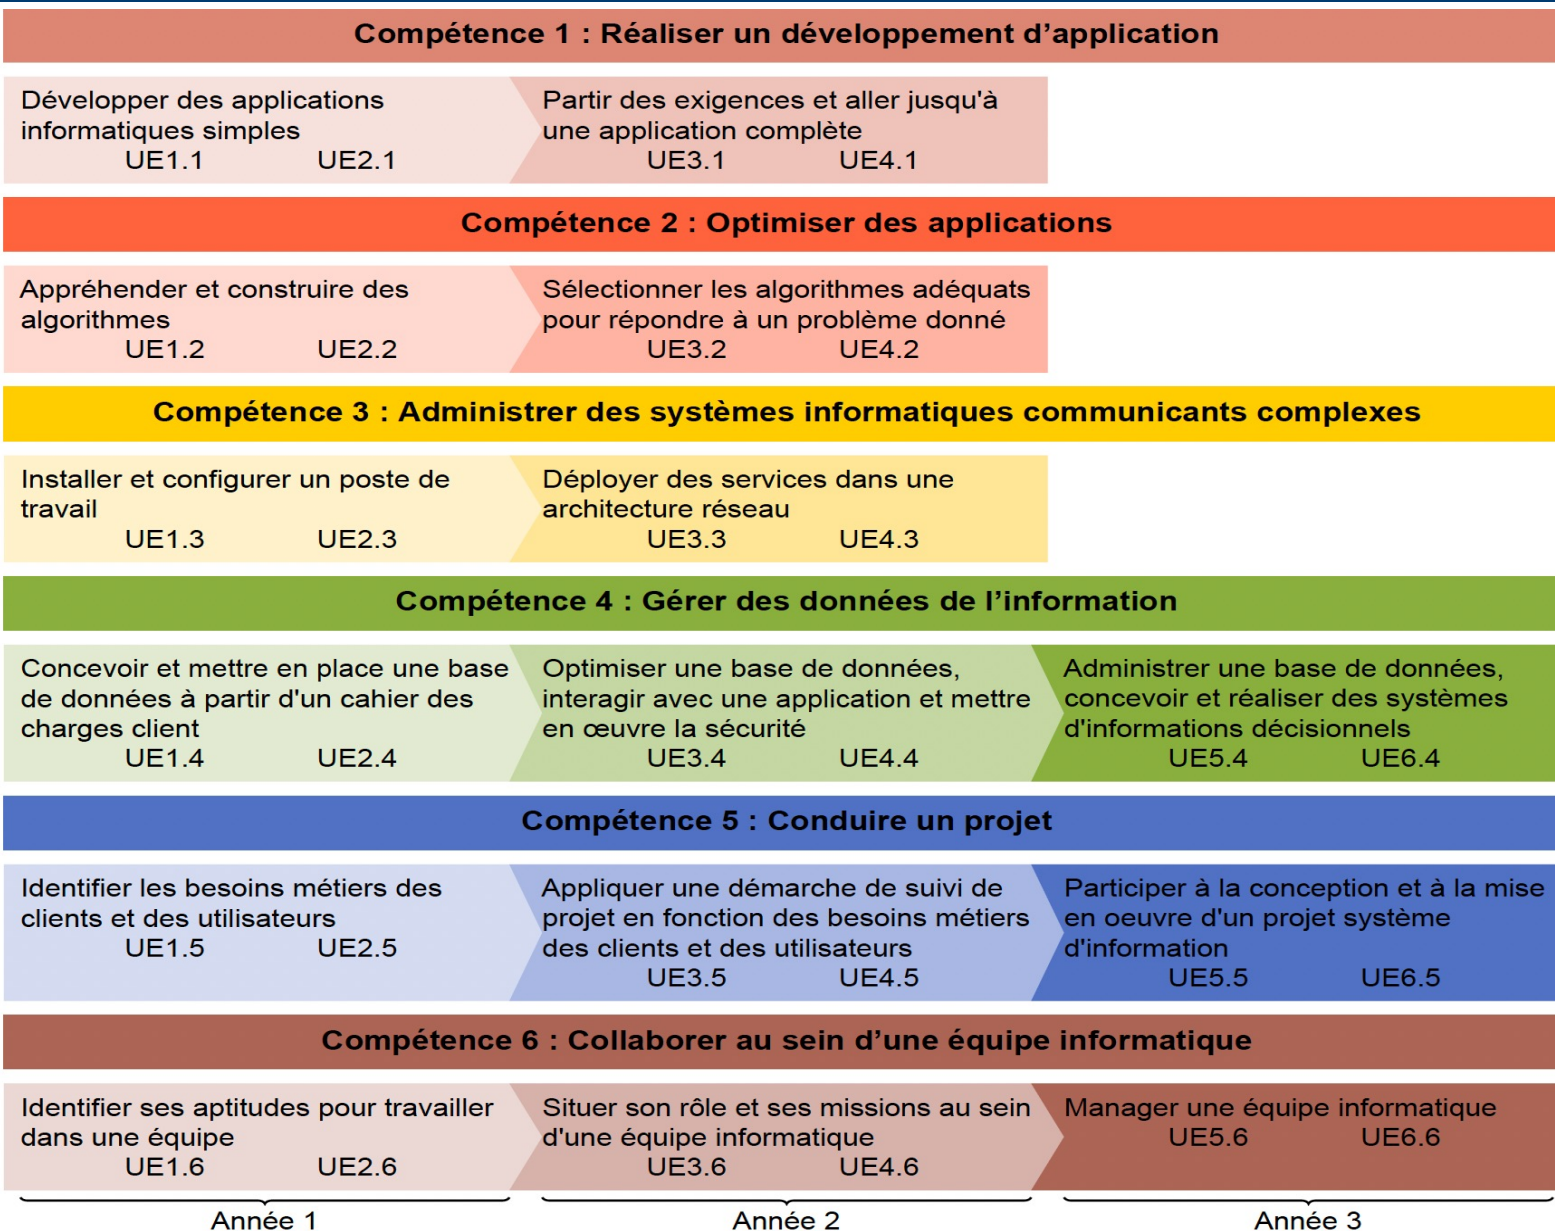 Compétence 1 : Réaliser un développement d’application
Développer des applications
informatiques simples
UE1.1 UE2.1
Partir des exigences et aller jusqu'à
une application complète
UE3.1 UE4.1
Compétence 2 : Optimiser des applications
Appréhender et construire des
algorithmes
UE1.2 UE2.2
Sélectionner les algorithmes adéquats
pour répondre à un problème donné
UE3.2 UE4.2
Compétence 3 : Administrer des systèmes informatiques communicants complexes
Installer et configurer un poste de
travail
UE1.3 UE2.3
Déployer des services dans une
architecture réseau
UE3.3 UE4.3
Compétence 4 : Gérer des données de l’information
Concevoir et mettre en place une base
de données à partir d'un cahier des
charges client
UE1.4 UE2.4
Optimiser une base de données,
interagir avec une application et mettre
en œuvre la sécurité
UE3.4 UE4.4
Administrer une base de données,
concevoir et réaliser des systèmes
d'informations décisionnels
UE5.4 UE6.4
Compétence 5 : Conduire un projet
Identifier les besoins métiers des
clients et des utilisateurs
UE1.5 UE2.5
Appliquer une démarche de suivi de
projet en fonction des besoins métiers
des clients et des utilisateurs
UE3.5 UE4.5
Participer à la conception et à la mise
en oeuvre d'un projet système
d'information
UE5.5 UE6.5
Compétence 6 : Collaborer au sein d’une équipe informatique
Identifier ses aptitudes pour travailler
dans une équipe
UE1.6 UE2.6
Situer son rôle et ses missions au sein
d'une équipe informatique
UE3.6 UE4.6
Manager une équipe informatique
UE5.6 UE6.6
Année 1 Année 2 Année 3